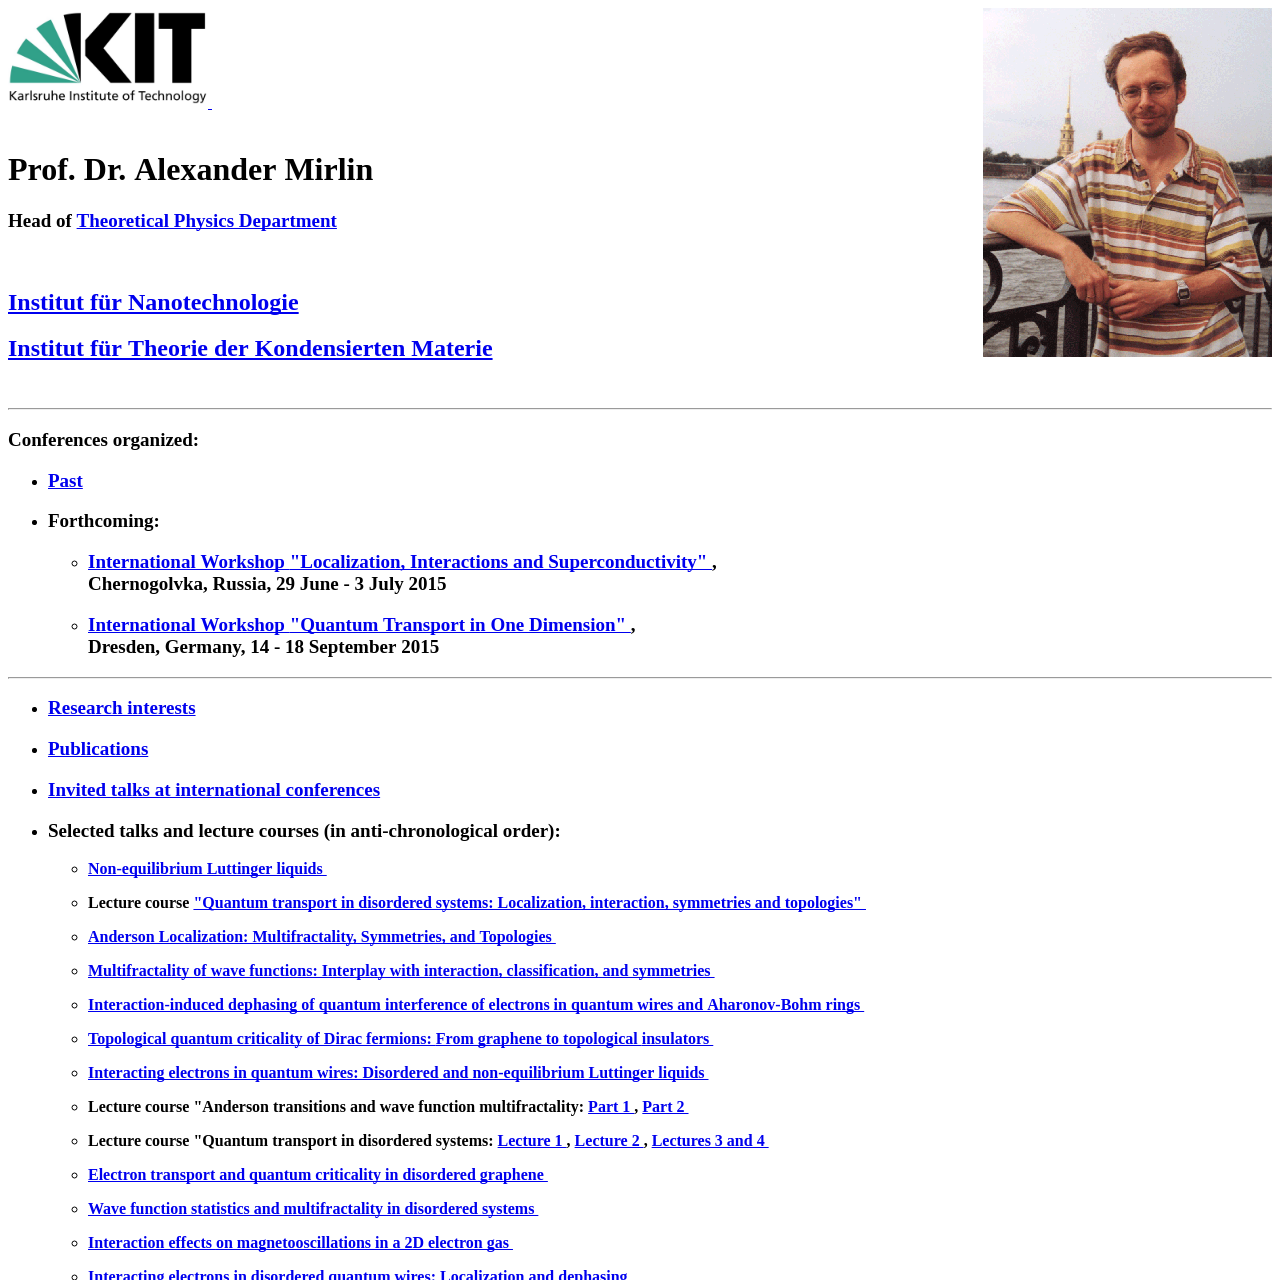 KIT
Karlsruhe Institute of Technology
Prof. Dr. Alexander Mirlin
Head of Theoretical Physics Department
Institut für Nanotechnologie
Institut für Theorie der Kondensierten Materie
Conferences organized:
Past
Forthcoming:
International Workshop "Localization, Interactions and Superconductivity" ,
Chernogolvka, Russia, 29 June - 3 July 2015
International Workshop "Quantum Transport in One Dimension" ,
Dresden, Germany, 14 - 18 September 2015
Research interests
Publications
Invited talks at international conferences
Selected talks and lecture courses (in anti-chronological order):
Non-equilibrium Luttinger liquids
Lecture course "Quantum transport in disordered systems: Localization, interaction, symmetries and topologies"
Anderson Localization: Multifractality, Symmetries, and Topologies
Multifractality of wave functions: Interplay with interaction, classification, and symmetries
Interaction-induced dephasing of quantum interference of electrons in quantum wires and Aharonov-Bohm rings
Topological quantum criticality of Dirac fermions: From graphene to topological insulators
Interacting electrons in quantum wires: Disordered and non-equilibrium Luttinger liquids
Lecture course "Anderson transitions and wave function multifractality: Part 1 , Part 2
Lecture course "Quantum transport in disordered systems: Lecture 1 , Lecture 2 , Lectures 3 and 4
Electron transport and quantum criticality in disordered graphene
Wave function statistics and multifractality in disordered systems
Interaction effects on magnetooscillations in a 2D electron gas
Interacting electrons in disordered quantum wires: Localization and dephasing